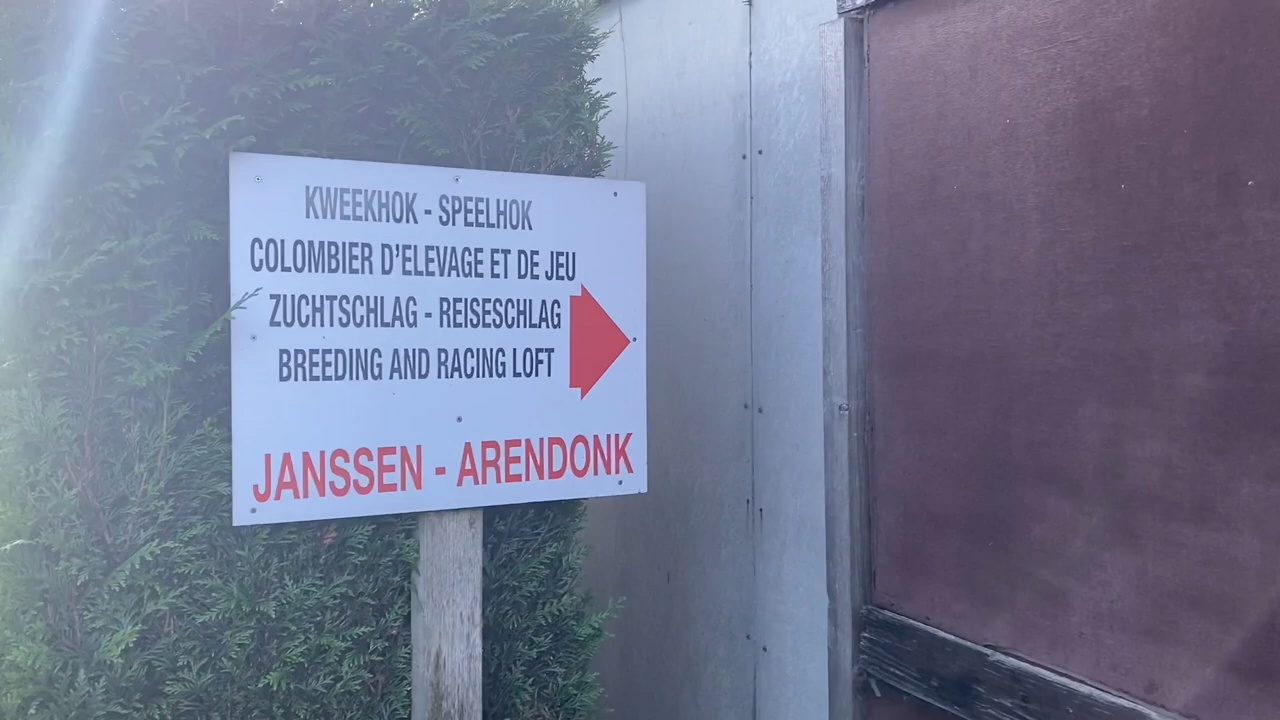 KWEEKHOK - SPEELHOK
COLOMBIER D'ELEVAGE ET DE JEU
ZUCHTSCHLAG - REISESCHLAG
BREEDING AND RACING LOFT
JANSSEN - ARENDONK